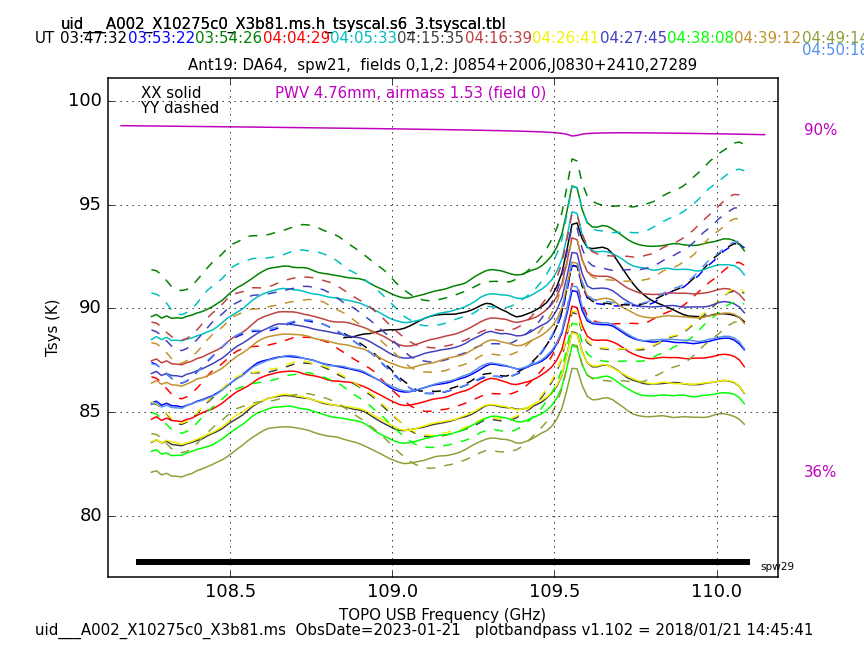 uid___A002_X10275c0_X3b81.ms.h_tsyscal.s6_3.tsyscal.tbl
UT 03:47:32 03:53:22 03:54:26 04:04:29 04:05:33 04:15:35 04:16:39 04:26:41 04:27:45 04:38:08 04:39:12 04:49:14
04:50:18
Ant19: DA64,  spw21,  fields 0,1,2: J0854+2006,J0830+2410,27289
XX solid
YY dashed
PWV 4.76mm, airmass 1.53 (field 0)
100
95
90
85
80
Tsys (K)
90%
36%
spw29
108.5
109.0
109.5
110.0
TOPO USB Frequency (GHz)
uid___A002_X10275c0_X3b81.ms  ObsDate=2023-01-21   plotbandpass v1.102 = 2018/01/21 14:45:41